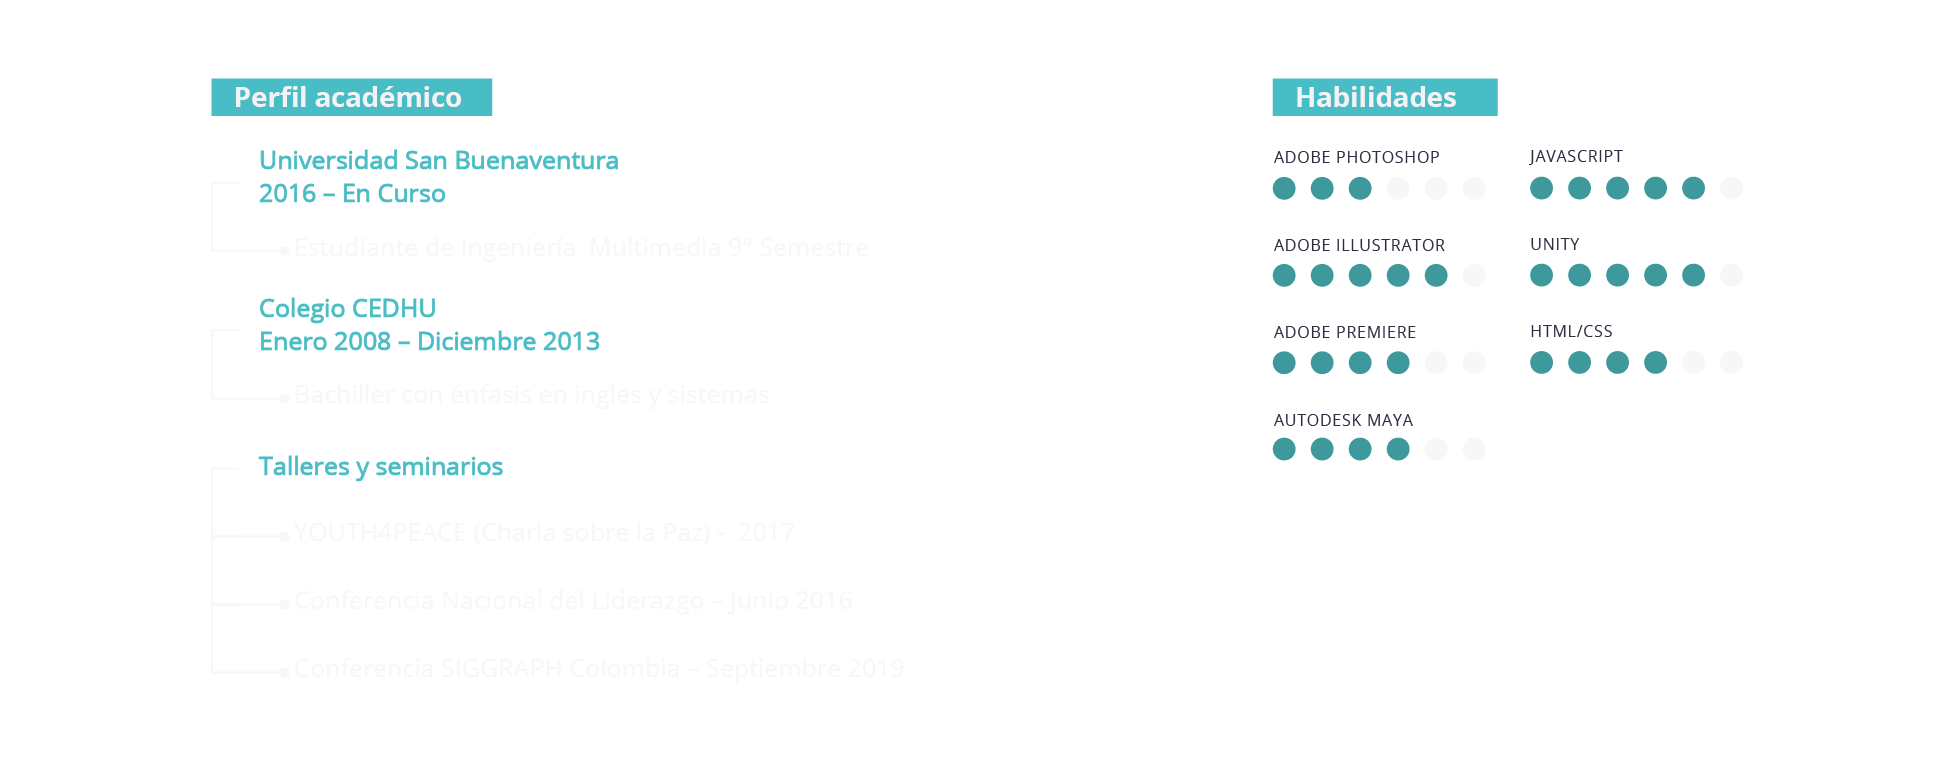 Perfil académico
Universidad San Buenaventura
2016 – En Curso
Estudiante de Ingeniería  Multimedia 9° Semestre
Colegio CEDHU
Enero 2008 – Diciembre 2013
Bachiller con énfasis en ingles y sistemas
Talleres y seminarios
YOUTH4PEACE (Charla sobre la Paz) -  2017
Conferencia Nacional del Liderazgo – Junio 2016
Conferencia SIGGRAPH Colombia – Septiembre 2019
Habilidades
ADOBE PHOTOSHOP
JAVASCRIPT
ADOBE ILLUSTRATOR
UNITY
ADOBE PREMIERE
HTML/CSS
AUTODESK MAYA